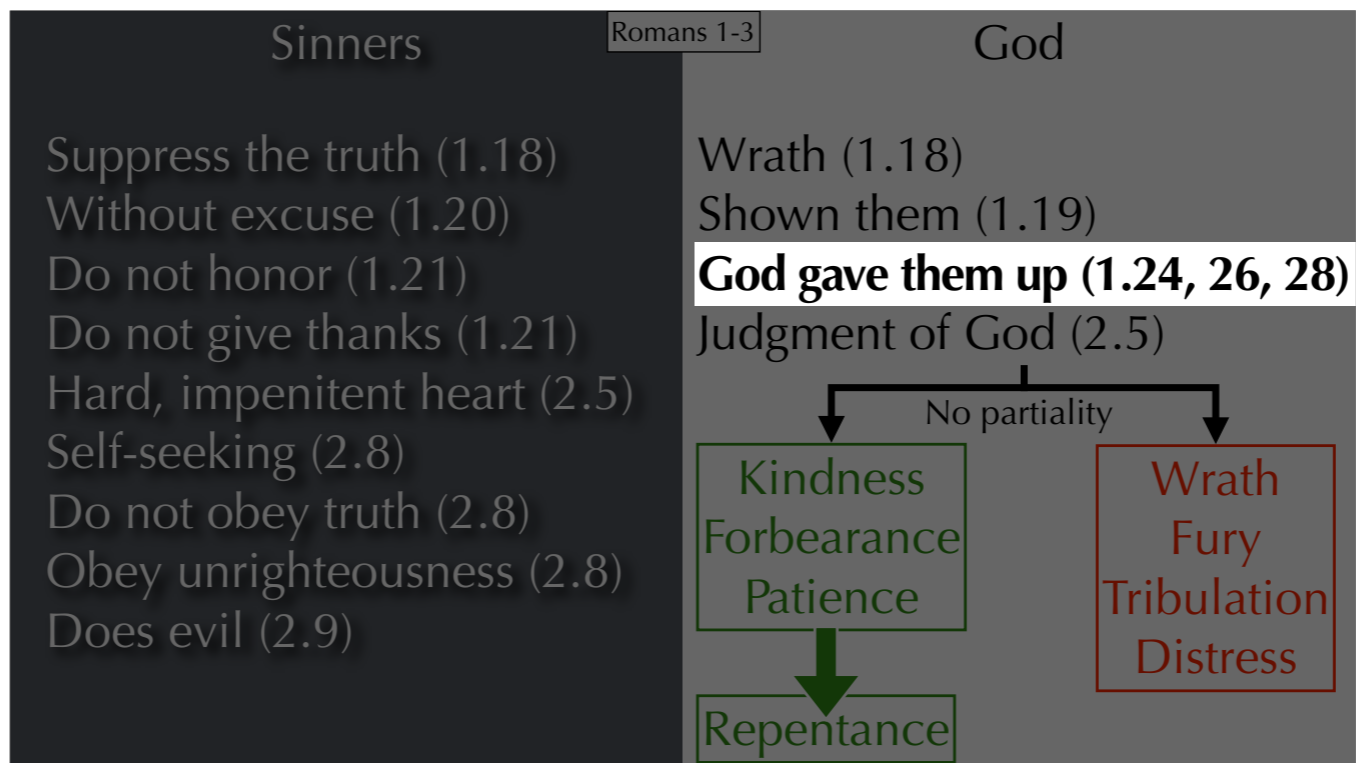 Romans 1-3
Sinners
Suppress the truth (1.18)
Without excuse (1.20)
Do not honor (1.21)
Do not give thanks (1.21)
Hard, impenitent heart (2.5)
Self-seeking (2.8)
Do not obey truth (2.8)
Obey unrighteousness (2.8)
Does evil (2.9)
God
Wrath (1.18)
Shown them (1.19)
God gave them up (1.24, 26, 28)
Judgment of God (2.5)
No partiality
Kindness
Forbearance
Patience
Repentance
Wrath
Fury
Tribulation
Distress